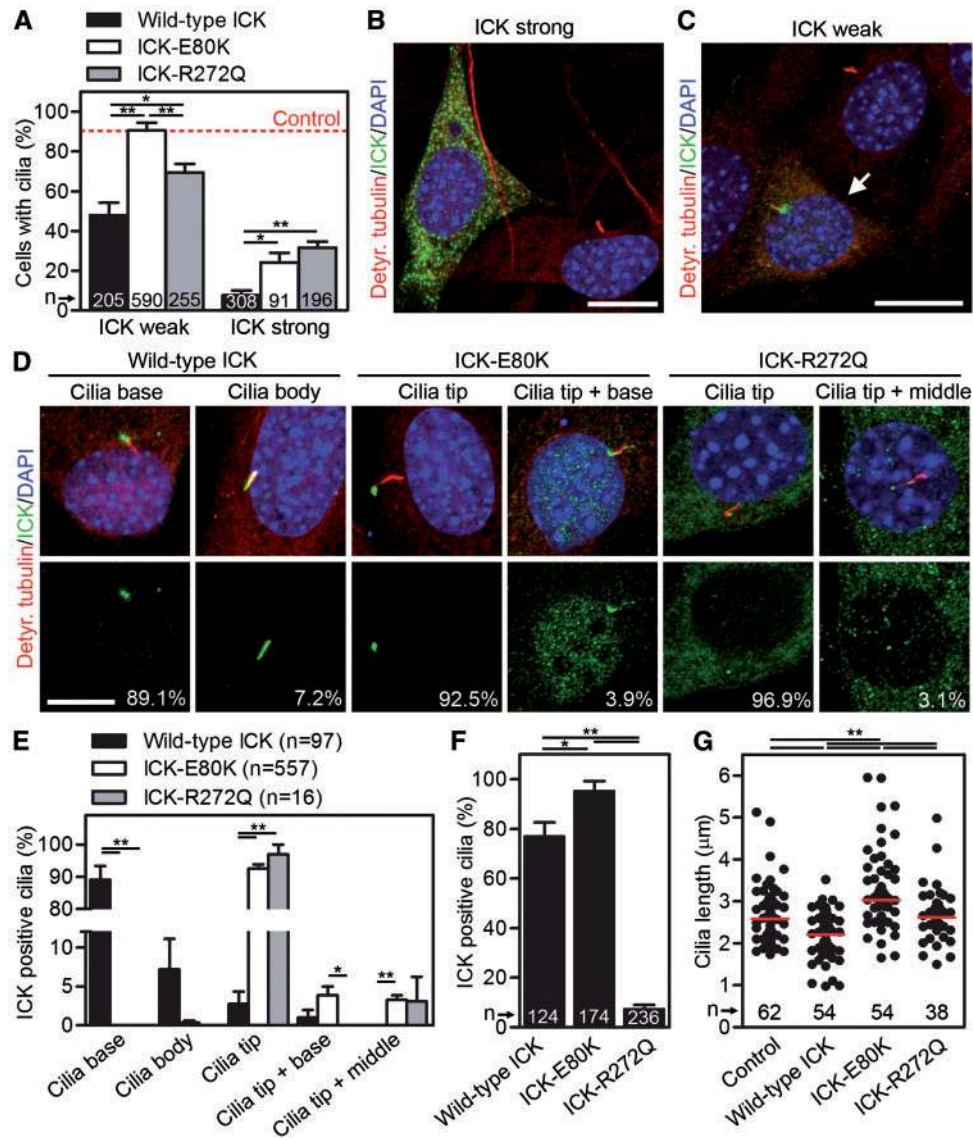 A
Wild-type ICK
ICK-E80K
ICK-R272Q
Cells with cilia (%)
100
80
60
40
20
0
* 
** **
Control
**
*
n
205 590 255 308 91 196
ICK weak ICK strong
B
ICK strong
Detyr. tubulin/ICK/DAPI
C
ICK weak
Detyr. tubulin/ICK/DAPI
D
Wild-type ICK ICK-E80K ICK-R272Q
Cilia base Cilia body Cilia tip Cilia tip + base Cilia tip Cilia tip + middle
Detyr. tubulin/ICK/DAPI
89.1% 7.2% 92.5% 3.9% 96.9% 3.1%
E
Wild-type ICK (n=97)
ICK-E80K (n=557)
ICK-R272Q (n=16)
ICK positive cilia (%)
100
90
80
10
5
0
** ** * **
Cilia base
Cilia body
Cilia tip
Cilia tip + base
Cilia tip + middle
F
ICK positive cilia (%)
100
80
60
40
20
0
**
*
n
124 174 236
Wild-type ICK
ICK-E80K
ICK-R272Q
G
**
Cilia length (μm)
6
5
4
3
2
1
0
n
62 54 54 38
Control
Wild-type ICK
ICK-E80K
ICK-R272Q